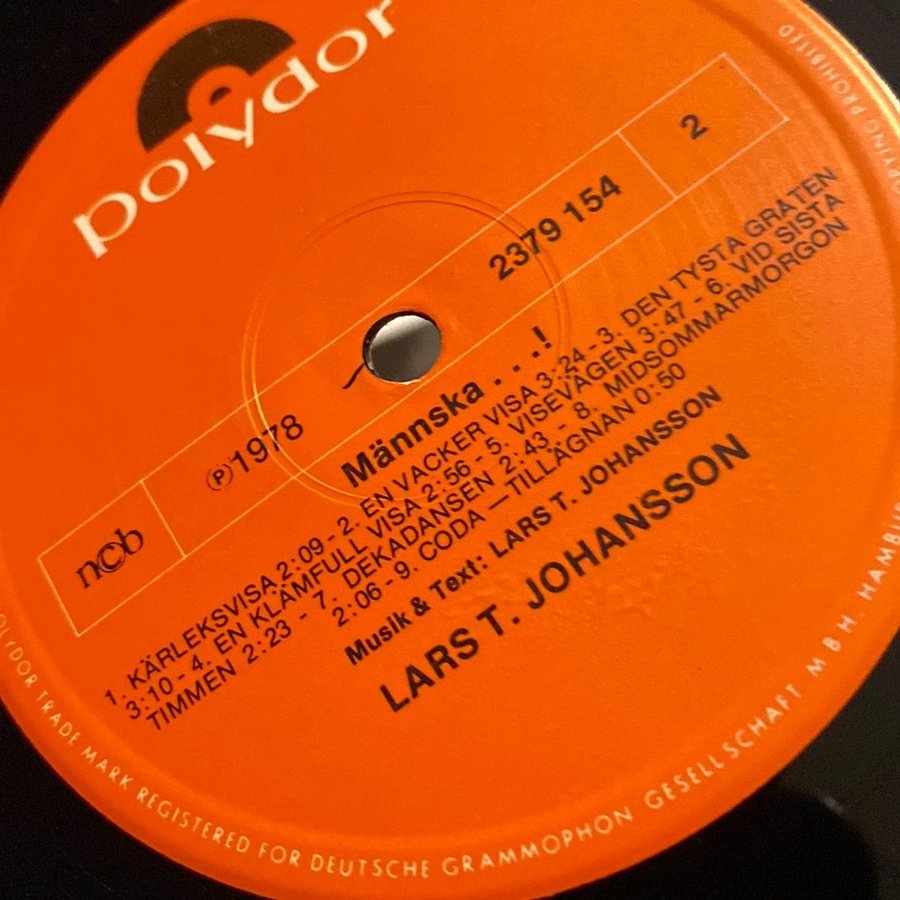 polydor
2
2379 154
ncb
℗1978
Männska...!
1. KÄRLEKSVISA 2:09 - 2. EN VACKER VISA 3:24 - 3. DEN TYSTA GRÅTEN
3:10 - 4. EN KLÄMFULL VISA 2:56 - 5. VISEVÄGEN 3:47 - 6. VID SISTA
TIMMEN 2:23 - 7. DEKADANSEN 2:43 - 8. MIDSOMMARMORGON
2:06 - 9. CODA — TILLÄGNAN 0:50
Musik & Text: LARS T. JOHANSSON
LARS T. JOHANSSON
POLYDOR TRADE MARK REGISTERED FOR DEUTSCHE GRAMMOPHON GESELLSCHAFT M B H, HAMBUR
OPYING PROHIBITED